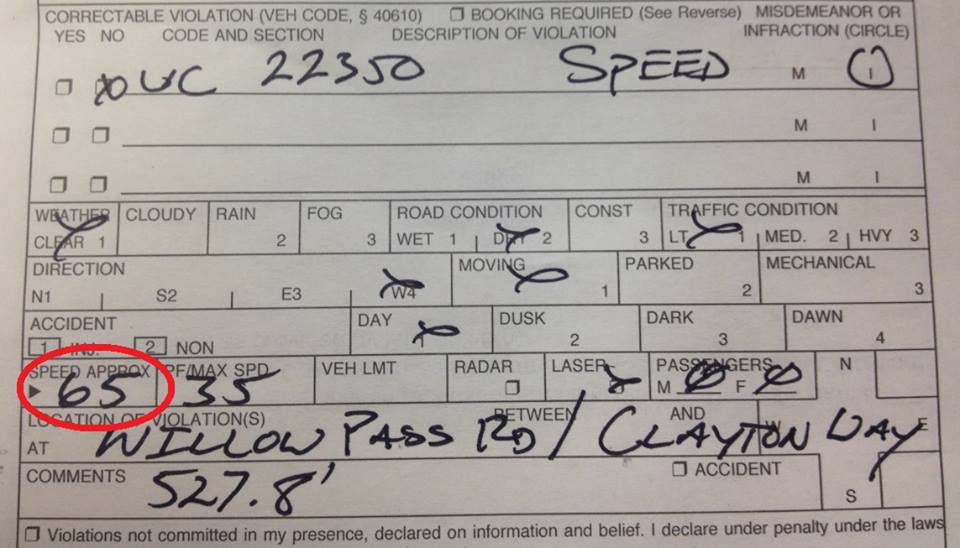 CORRECTABLE VIOLATION (VEH CODE, § 40610) BOOKING REQUIRED (See Reverse) MISDEMEANOR OR
YES NO CODE AND SECTION DESCRIPTION OF VIOLATION INFRACTION (CIRCLE)
VC 22350 SPEED M I
M I
M I
WEATHER CLOUDY RAIN FOG ROAD CONDITION CONST TRAFFIC CONDITION
CLEAR 1 2 3 WET 1 DRY 2 3 LT 1 MED. 2 HVY 3
DIRECTION MOVING PARKED MECHANICAL
N1 S2 E3 W4 1 2 3
ACCIDENT DAY DUSK DARK DAWN
1 INJ. 2 NON 1 2 3 4
SPEED APPROX PF/MAX SPD VEH LMT RADAR LASER PASSENGERS N
65 35 M 0 F 0
LOCATION OF VIOLATION(S) BETWEEN AND W E
AT WILLOW PASS RD / CLAYTON WAY
COMMENTS ACCIDENT
527.8' S
Violations not committed in my presence, declared on information and belief. I declare under penalty under the laws